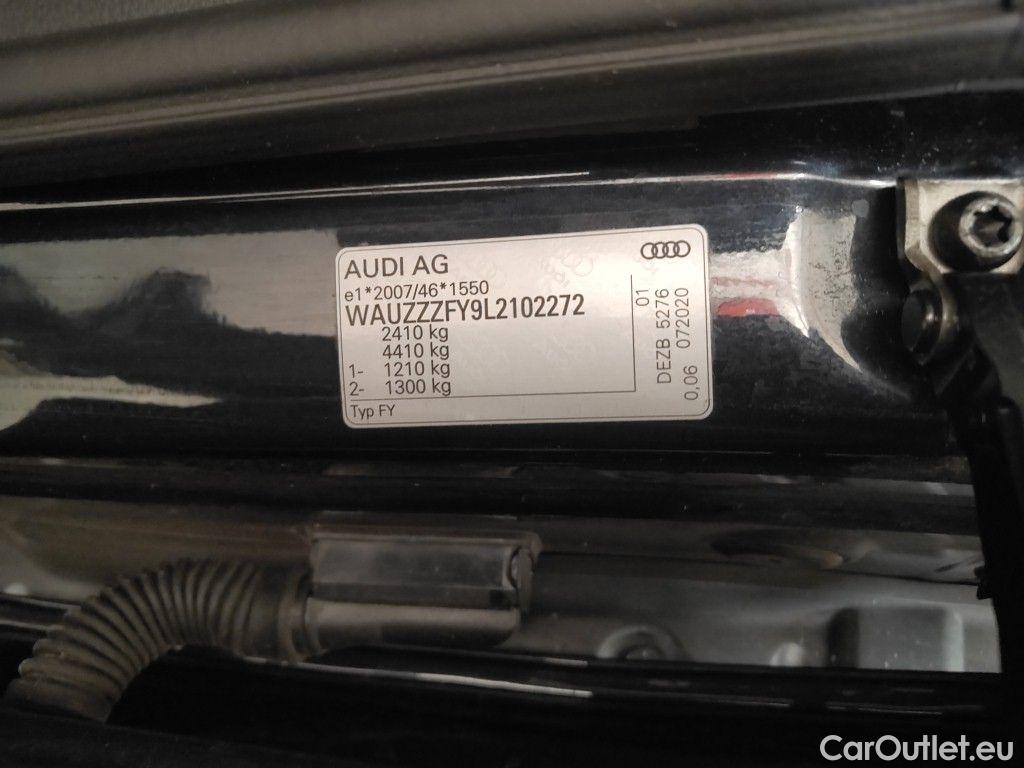 AUDI AG
e1*2007/46*1550
WAUZZZFY9L2102272
2410 kg
4410 kg
1- 1210 kg
2- 1300 kg
Typ FY
DEZB 5276 01
0,06 072020
CarOutlet.eu